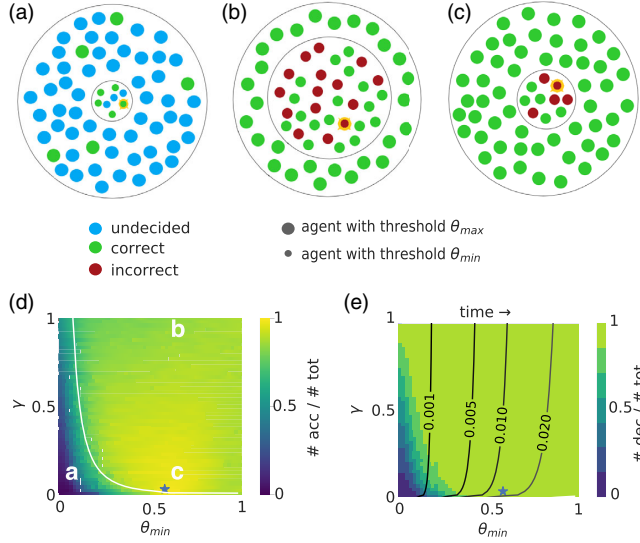 (a)
(b)
(c)
undecided
correct
incorrect
agent with threshold θmax
agent with threshold θmin
(d)
(e)
1
0.5
0
γ
b
a
c
0
0.5
1
θmin
1
0
# acc / # tot
time →
1
0.5
0
γ
0.001
0.005
0.010
0.020
0
0.5
1
θmin
1
0
# dec / # tot